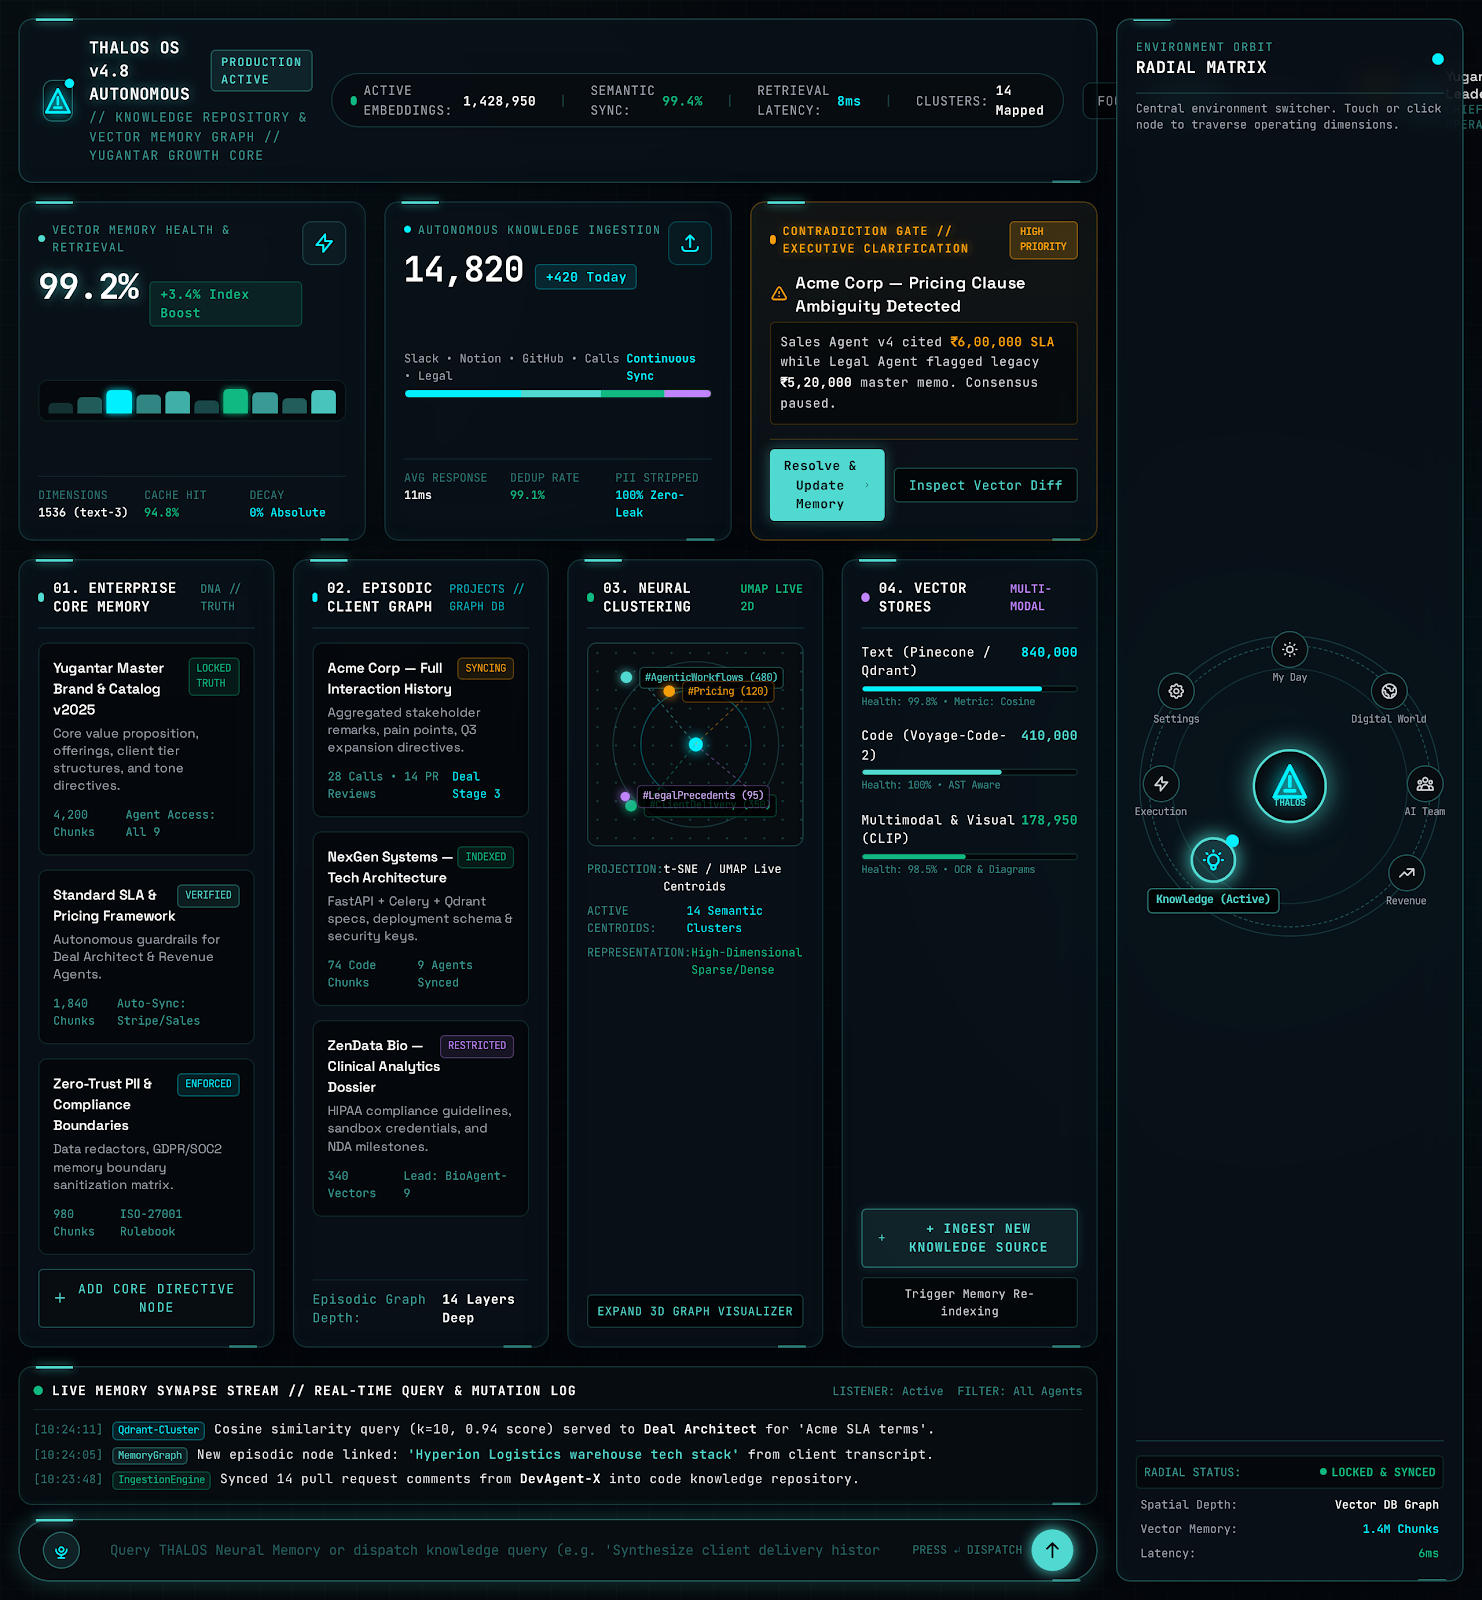 THALOS OS
v4.8
AUTONOMOUS
PRODUCTION
ACTIVE
// KNOWLEDGE REPOSITORY &
VECTOR MEMORY GRAPH //
YUGANTAR GROWTH CORE
ACTIVE
EMBEDDINGS: 1,428,950
SEMANTIC
SYNC: 99.4%
RETRIEVAL
LATENCY: 8ms
CLUSTERS: 14
Mapped
ENVIRONMENT ORBIT
RADIAL MATRIX
Central environment switcher. Touch or click
node to traverse operating dimensions.
VECTOR MEMORY HEALTH &
RETRIEVAL
99.2%
+3.4% Index
Boost
DIMENSIONS
1536 (text-3)
CACHE HIT
94.8%
DECAY
0% Absolute
AUTONOMOUS KNOWLEDGE INGESTION
14,820
+420 Today
Slack • Notion • GitHub • Calls
• Legal
Continuous
Sync
AVG RESPONSE
11ms
DEDUP RATE
99.1%
PII STRIPPED
100% Zero-
Leak
CONTRADICTION GATE //
EXECUTIVE CLARIFICATION
HIGH
PRIORITY
Acme Corp — Pricing Clause
Ambiguity Detected
Sales Agent v4 cited ₹6,00,000 SLA
while Legal Agent flagged legacy
₹5,20,000 master memo. Consensus
paused.
Resolve &
Update
Memory
›
Inspect Vector Diff
01. ENTERPRISE
CORE MEMORY
DNA //
TRUTH
Yugantar Master
Brand & Catalog
v2025
LOCKED
TRUTH
Core value proposition,
offerings, client tier
structures, and tone
directives.
4,200
Chunks
Agent Access:
All 9
Standard SLA &
Pricing Framework
VERIFIED
Autonomous guardrails for
Deal Architect & Revenue
Agents.
1,840
Chunks
Auto-Sync:
Stripe/Sales
Zero-Trust PII &
Compliance
Boundaries
ENFORCED
Data redactors, GDPR/SOC2
memory boundary
sanitization matrix.
980
Chunks
ISO-27001
Rulebook
+ ADD CORE DIRECTIVE
NODE
02. EPISODIC
CLIENT GRAPH
PROJECTS //
GRAPH DB
Acme Corp — Full
Interaction History
SYNCING
Aggregated stakeholder
remarks, pain points, Q3
expansion directives.
28 Calls • 14 PR
Reviews
Deal
Stage 3
NexGen Systems —
Tech Architecture
INDEXED
FastAPI + Celery + Qdrant
specs, deployment schema &
security keys.
74 Code
Chunks
9 Agents
Synced
ZenData Bio —
Clinical Analytics
Dossier
RESTRICTED
HIPAA compliance guidelines,
sandbox credentials, and
NDA milestones.
340
Vectors
Lead: BioAgent-
9
Episodic Graph
Depth:
14 Layers
Deep
03. NEURAL
CLUSTERING
UMAP LIVE
2D
#AgenticWorkflows (480)
#Pricing (120)
#LegalPrecedents (95)
#ClientDelivery (350)
PROJECTION: t-SNE / UMAP Live
Centroids
ACTIVE
CENTROIDS:
14 Semantic
Clusters
REPRESENTATION: High-Dimensional
Sparse/Dense
EXPAND 3D GRAPH VISUALIZER
04. VECTOR
STORES
MULTI-
MODAL
Text (Pinecone /
Qdrant)
840,000
Health: 99.8% • Metric: Cosine
Code (Voyage-Code-
2)
410,000
Health: 100% • AST Aware
Multimodal & Visual
(CLIP)
178,950
Health: 98.5% • OCR & Diagrams
+ + INGEST NEW
KNOWLEDGE SOURCE
Trigger Memory Re-
indexing
My Day
Settings
Digital World
Execution
THALOS
AI Team
Knowledge (Active)
Revenue
LIVE MEMORY SYNAPSE STREAM // REAL-TIME QUERY & MUTATION LOG
LISTENER: Active FILTER: All Agents
[10:24:11] Qdrant-Cluster Cosine similarity query (k=10, 0.94 score) served to Deal Architect for 'Acme SLA terms'.
[10:24:05] MemoryGraph New episodic node linked: 'Hyperion Logistics warehouse tech stack' from client transcript.
[10:23:48] IngestionEngine Synced 14 pull request comments from DevAgent-X into code knowledge repository.
Query THALOS Neural Memory or dispatch knowledge query (e.g. 'Synthesize client delivery histor
PRESS ↵ DISPATCH
RADIAL STATUS: LOCKED & SYNCED
Spatial Depth: Vector DB Graph
Vector Memory: 1.4M Chunks
Latency: 6ms